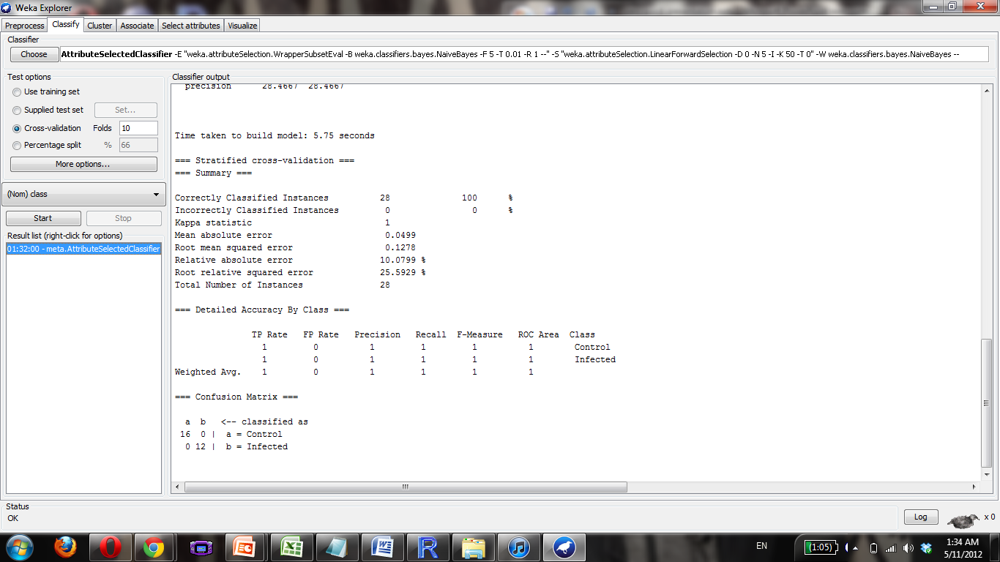 Weka Explorer
Preprocess Classify Cluster Associate Select attributes Visualize
Classifier
Choose AttributeSelectedClassifier -E "weka.attributeSelection.WrapperSubsetEval -B weka.classifiers.bayes.NaiveBayes -F 5 -T 0.01 -R 1 --" -S "weka.attributeSelection.LinearForwardSelection -D 0 -N 5 -I -K 50 -T 0" -W weka.classifiers.bayes.NaiveBayes --
Test options
Use training set
Supplied test set Set...
Cross-validation Folds 10
Percentage split % 66
More options...
(Nom) class
Start Stop
Result list (right-click for options)
01:32:00 - meta.AttributeSelectedClassifier
Classifier output
precision 28.4667 28.4667
Time taken to build model: 5.75 seconds
=== Stratified cross-validation ===
=== Summary ===
Correctly Classified Instances 28 100 %
Incorrectly Classified Instances 0 0 %
Kappa statistic 1
Mean absolute error 0.0499
Root mean squared error 0.1278
Relative absolute error 10.0799 %
Root relative squared error 25.5929 %
Total Number of Instances 28
=== Detailed Accuracy By Class ===
TP Rate FP Rate Precision Recall F-Measure ROC Area Class
1 0 1 1 1 1 Control
1 0 1 1 1 1 Infected
Weighted Avg. 1 0 1 1 1 1
=== Confusion Matrix ===
a b <-- classified as
16 0 | a = Control
0 12 | b = Infected
Status
OK
Log x 0
EN (1:05) 1:34 AM
5/11/2012